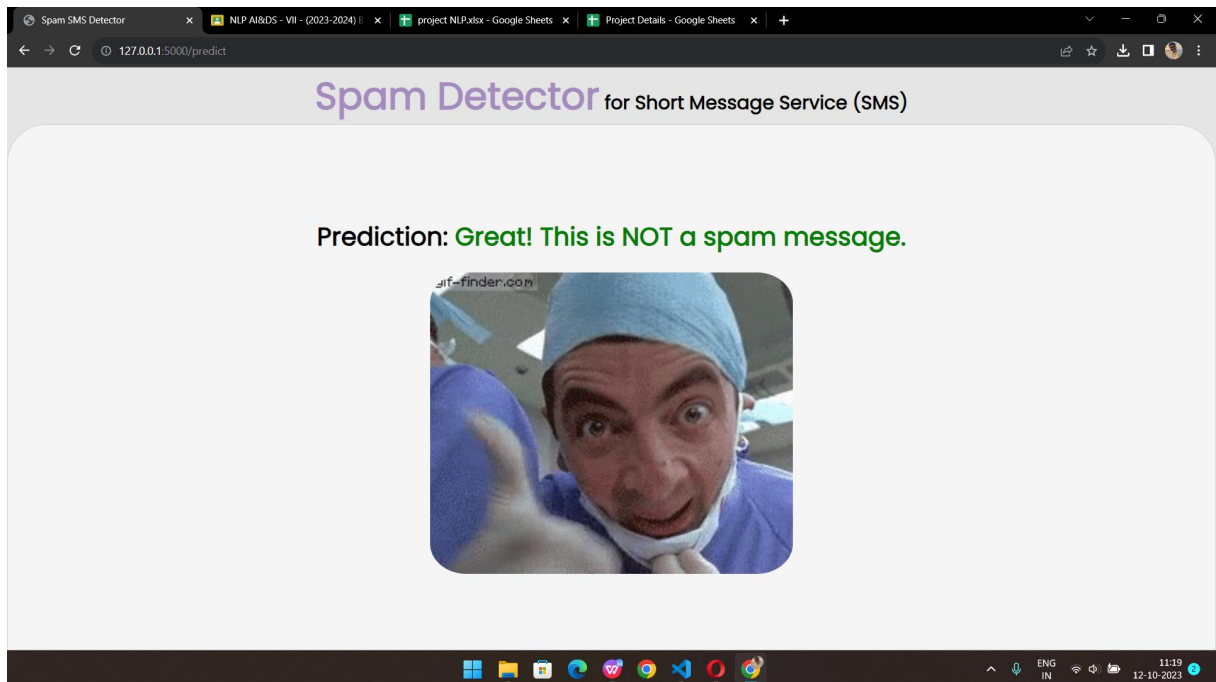 Spam SMS Detector
NLP AI&DS - VII - (2023-2024)
project NLP.xlsx - Google Sheets
Project Details - Google Sheets
127.0.0.1:5000/predict
Spam Detector for Short Message Service (SMS)
Prediction: Great! This is NOT a spam message.
gif-finder.com
ENG
IN
11:19
12-10-2023
2